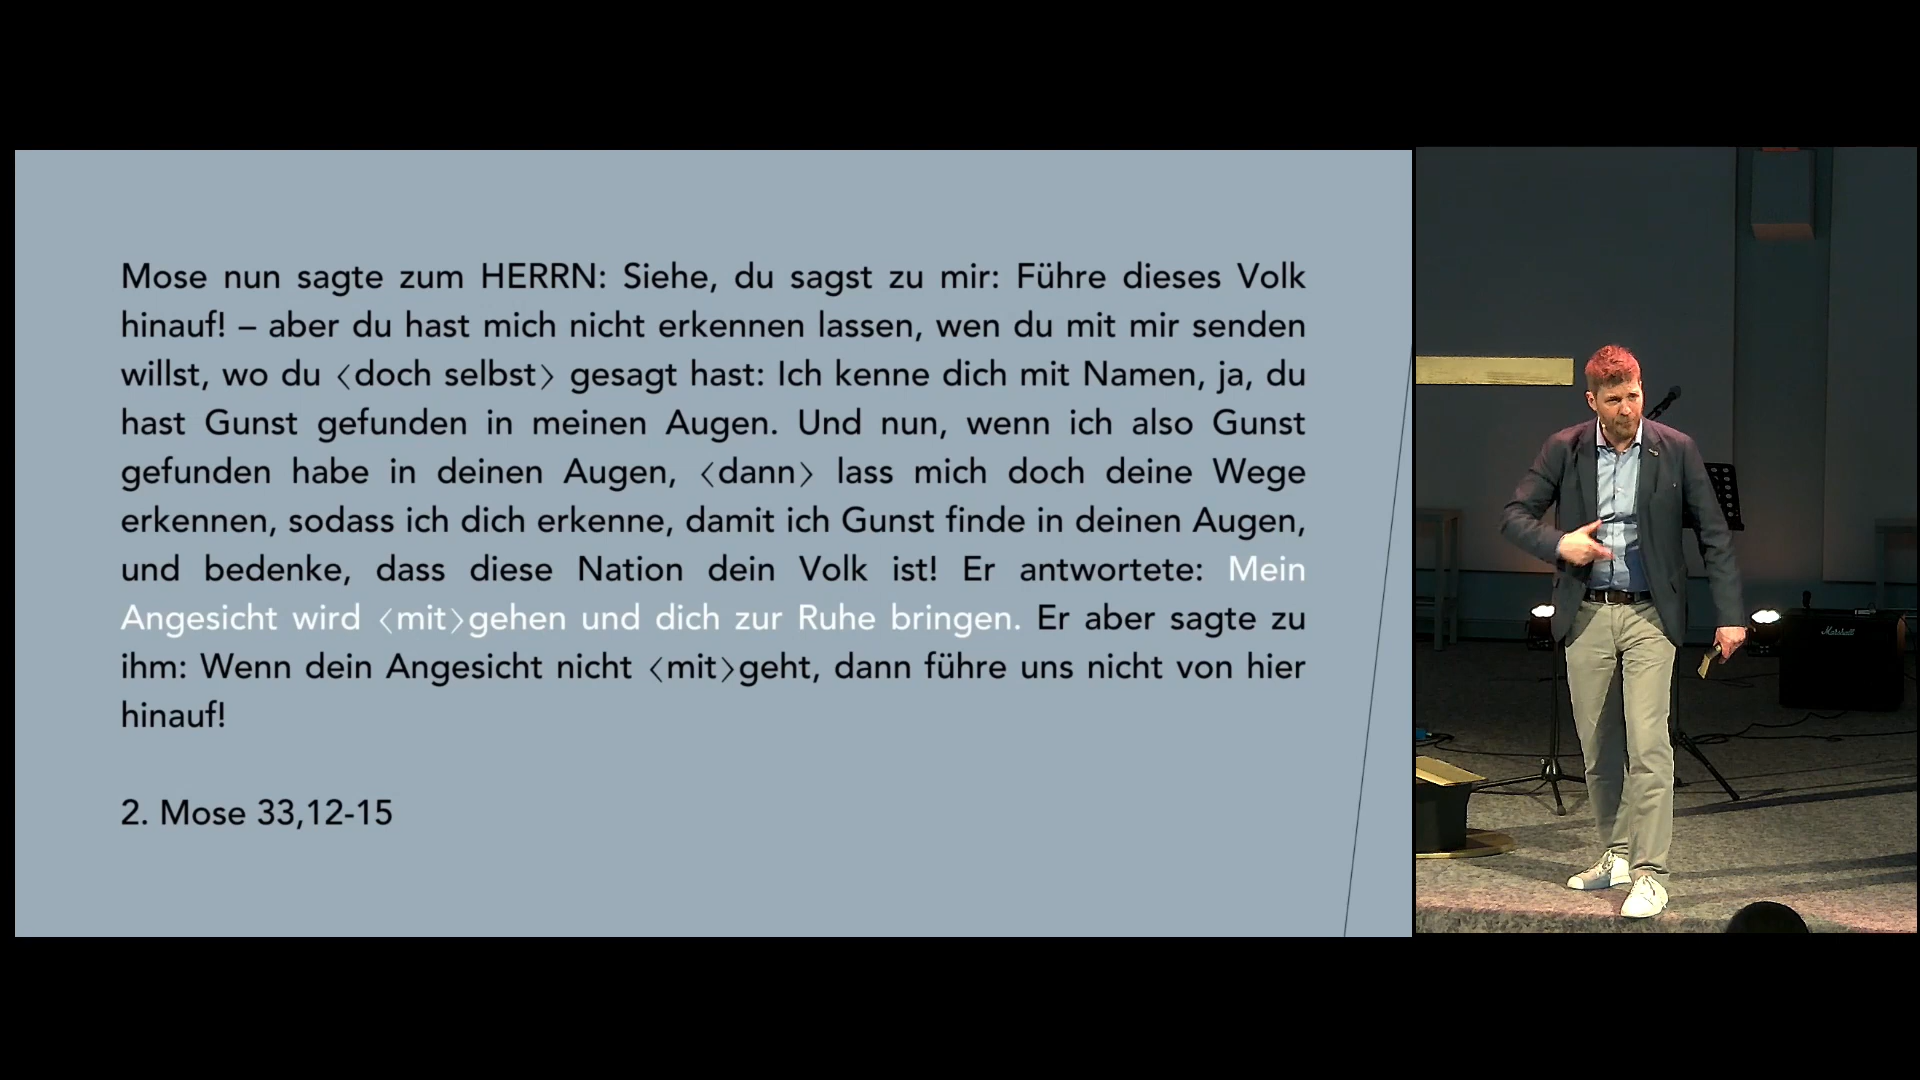 Mose nun sagte zum HERRN: Siehe, du sagst zu mir: Führe dieses Volk
hinauf! – aber du hast mich nicht erkennen lassen, wen du mit mir senden
willst, wo du 〈doch selbst〉 gesagt hast: Ich kenne dich mit Namen, ja, du
hast Gunst gefunden in meinen Augen. Und nun, wenn ich also Gunst
gefunden habe in deinen Augen, 〈dann〉 lass mich doch deine Wege
erkennen, sodass ich dich erkenne, damit ich Gunst finde in deinen Augen,
und bedenke, dass diese Nation dein Volk ist! Er antwortete: Mein
Angesicht wird 〈mit〉gehen und dich zur Ruhe bringen. Er aber sagte zu
ihm: Wenn dein Angesicht nicht 〈mit〉geht, dann führe uns nicht von hier
hinauf!
2. Mose 33,12-15
Marshall